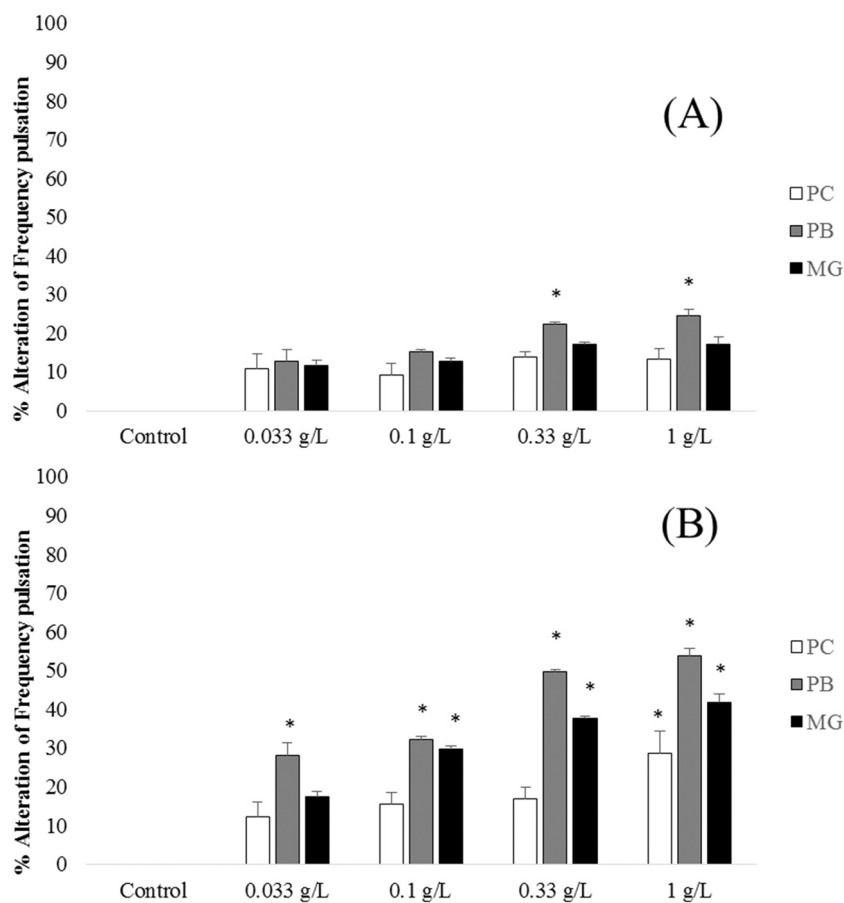 % Alteration of Frequency pulsation
100
90
80
70
60
50
40
30
20
10
0
(A)
PC
PB
MG
*
*
Control
0.033 g/L
0.1 g/L
0.33 g/L
1 g/L
% Alteration of Frequency pulsation
100
90
80
70
60
50
40
30
20
10
0
(B)
PC
PB
MG
*
*
*
*
*
*
*
*
Control
0.033 g/L
0.1 g/L
0.33 g/L
1 g/L